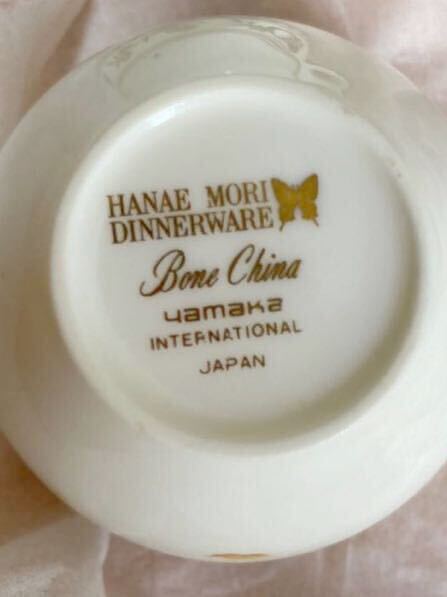 HANAE MORI
DINNERWARE
Bone China
yamaka
INTERNATIONAL
JAPAN